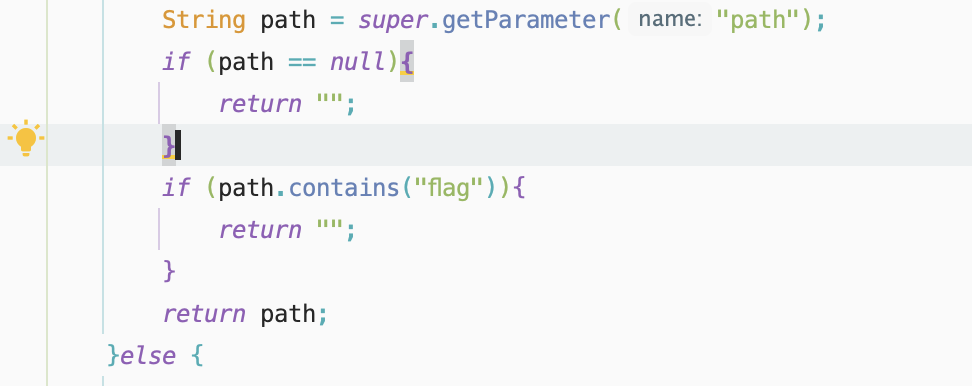 String path = super.getParameter( name: "path");
if (path == null){
return "";
}
if (path.contains("flag")){
return "";
}
return path;
}else {